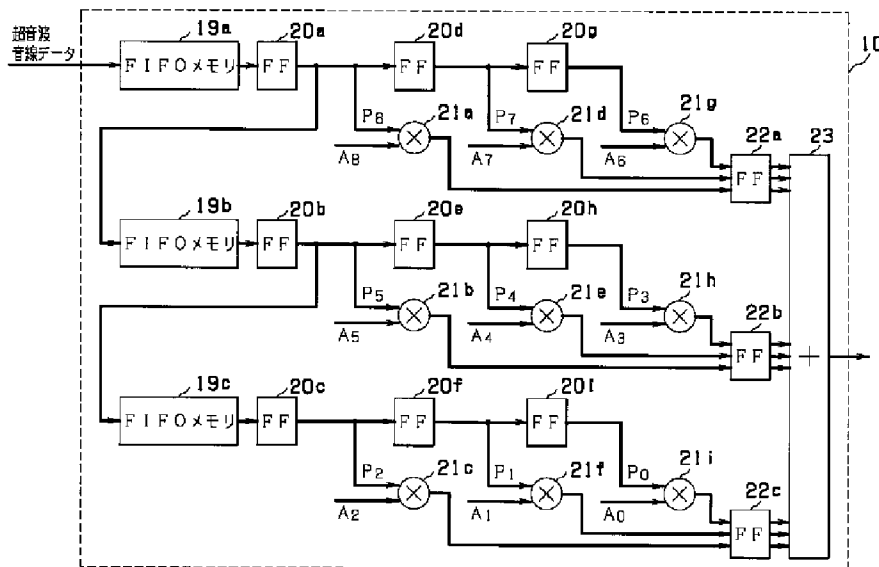 超音波
音線データ
19a
20a
20d
20g
10
FIFOメモリ
FF
FF
FF
P8
21a
P7
21d
P6
21g
A8
A7
A6
22a
23
FF
19b
20b
20e
20h
FIFOメモリ
FF
FF
FF
P5
21b
P4
21e
P3
21h
A5
A4
A3
22b
FF
+
19c
20c
20f
20i
FIFOメモリ
FF
FF
FF
P2
21c
P1
21f
P0
21i
A2
A1
A0
22c
FF